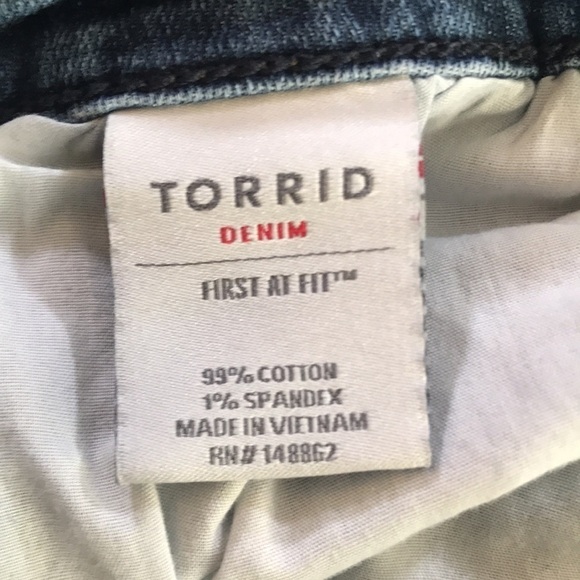 TORRID
DENIM
FIRST AT FIT™
99% COTTON
1% SPANDEX
MADE IN VIETNAM
RN# 148862